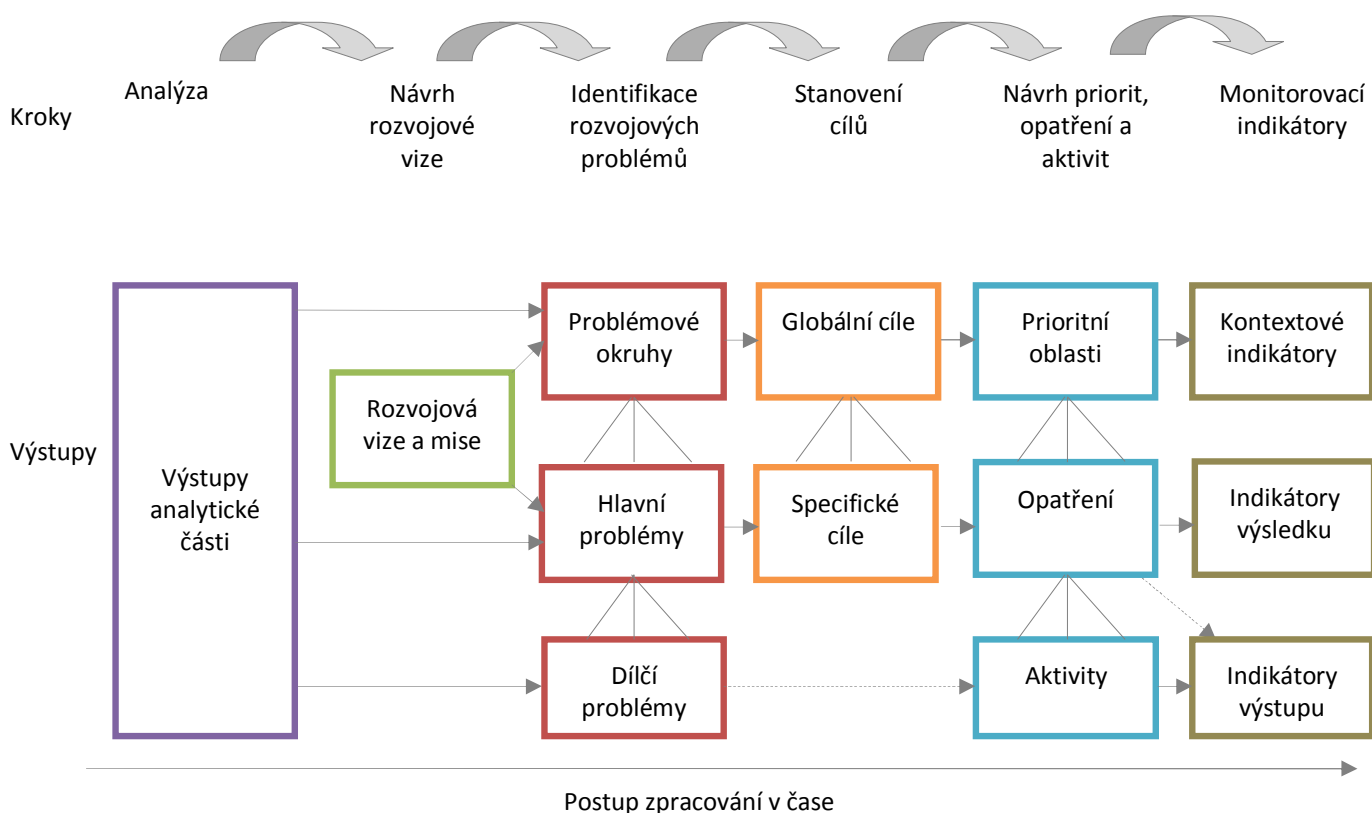 Kroky
Analýza
Návrh
rozvojové
vize
Identifikace
rozvojových
problémů
Stanovení
cílů
Návrh priorit,
opatření a
aktivit
Monitorovací
indikátory
Výstupy
Výstupy
analytické
části
Rozvojová
vize a mise
Problémové
okruhy
Globální cíle
Prioritní
oblasti
Kontextové
indikátory
Hlavní
problémy
Specifické
cíle
Opatření
Indikátory
výsledku
Dílčí
problémy
Aktivity
Indikátory
výstupu
Postup zpracování v čase